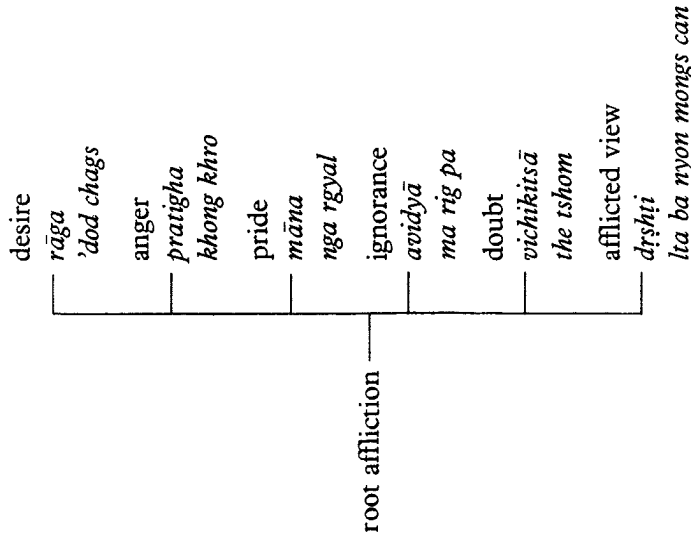 root affliction
desire
rāga
'dod chags
anger
pratigha
khong khro
pride
māna
nga rgyal
ignorance
avidyā
ma rig pa
doubt
vichikitsā
the tshom
afflicted view
dṛṣhṭi
lta ba nyon mongs can